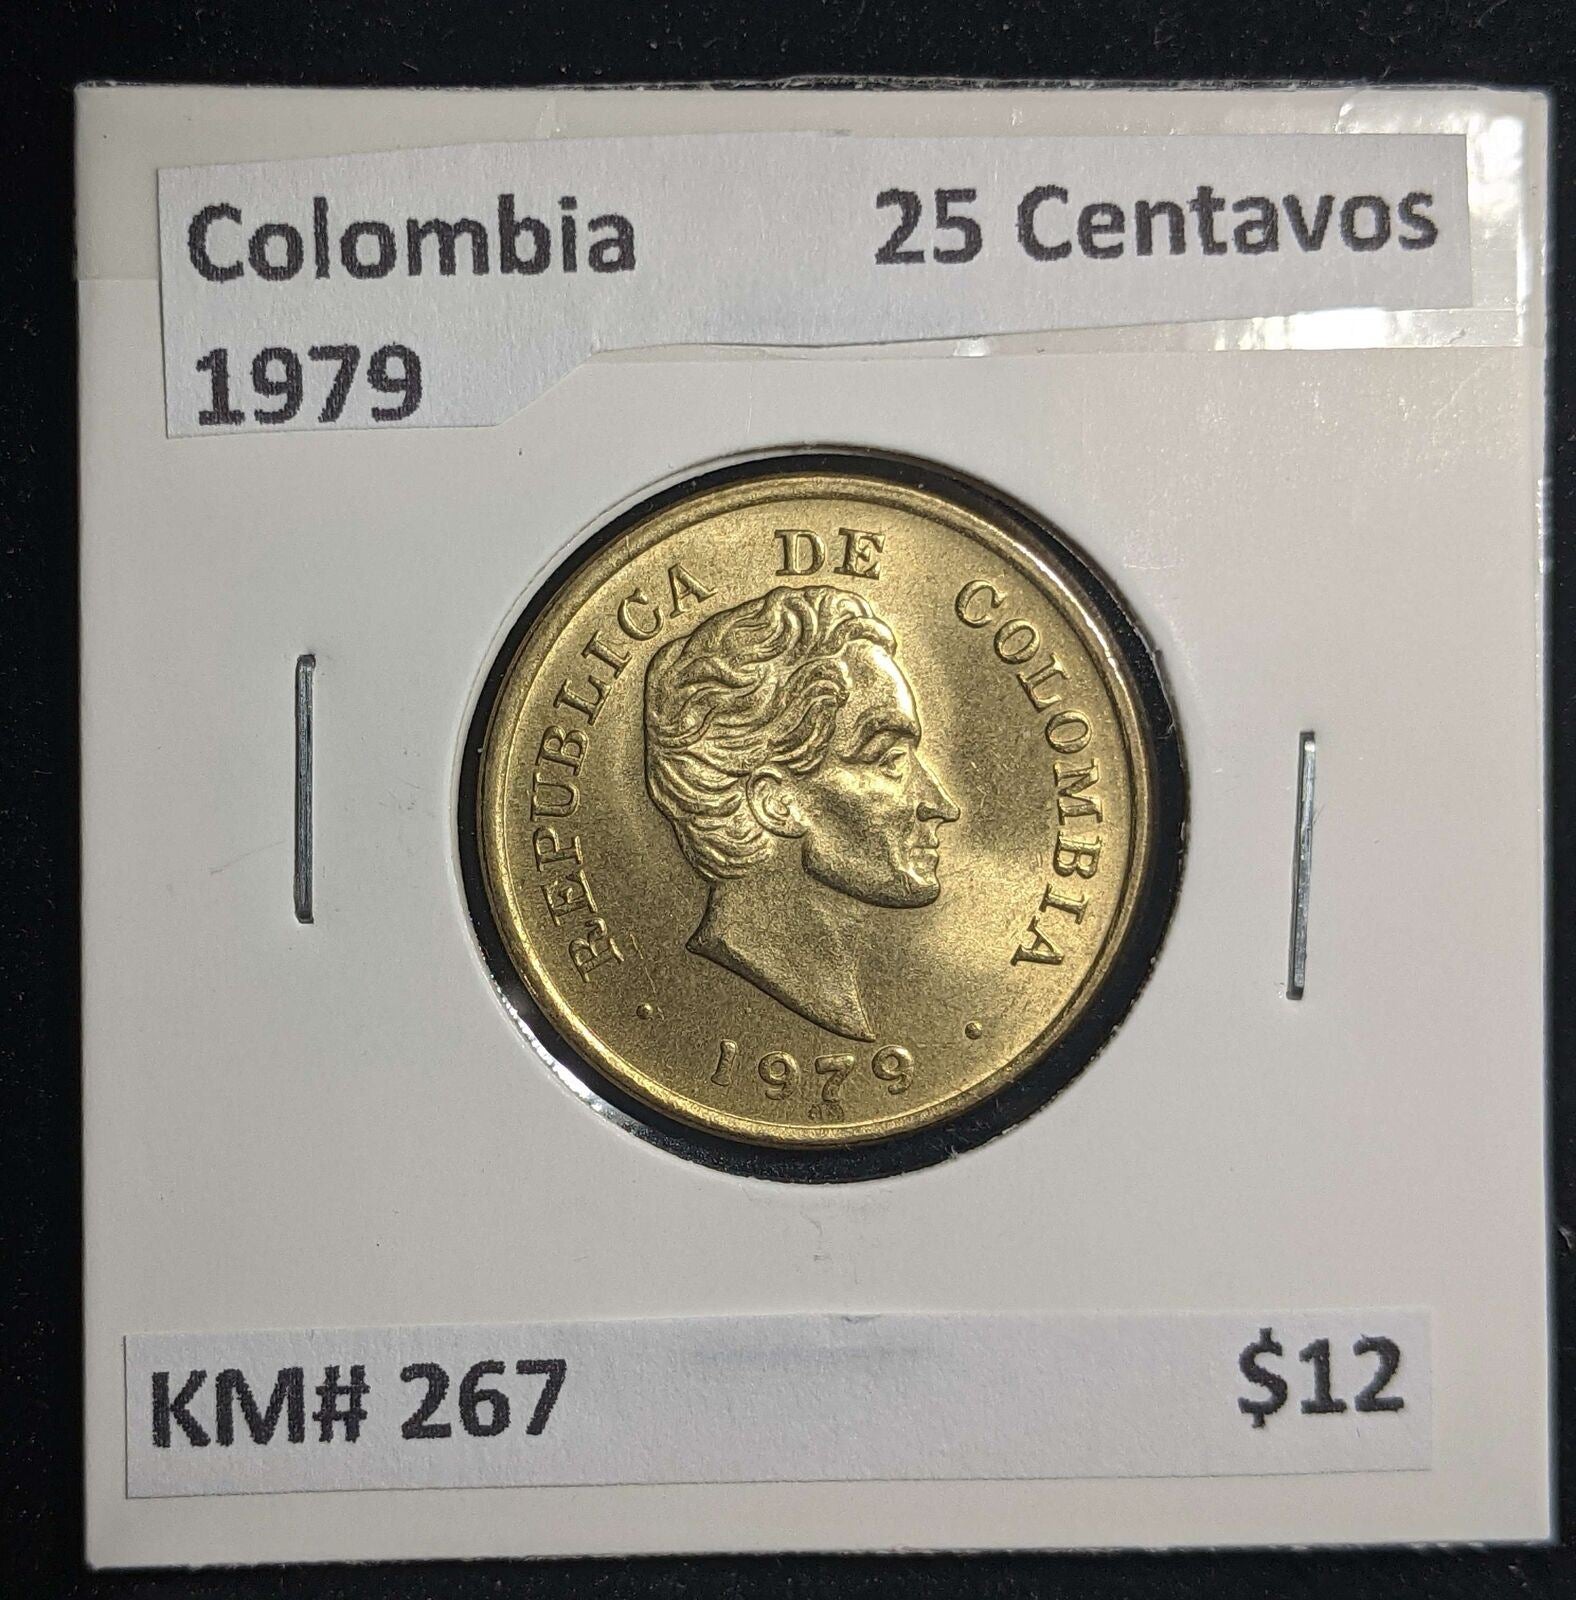 Colombia 25 Centavos
1979
REPUBLICA DE COLOMBIA
• 1979 •
KM# 267 $12